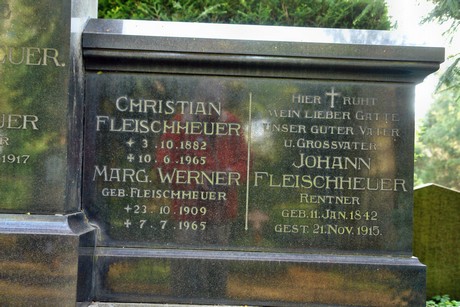 UER.
UER
R
1917
CHRISTIAN
FLEISCHHEUER
✦ 3.10.1882
✝ 10.6.1965
MARG. WERNER
GEB. FLEISCHHEUER
✦ 23.10.1909
✝ 7.7.1965
HIER ✝ RUHT
MEIN LIEBER GATTE
UNSER GUTER VATER
U. GROSSVATER
JOHANN
FLEISCHHEUER
RENTNER
GEB. 11. JAN. 1842
GEST. 21. NOV. 1915.